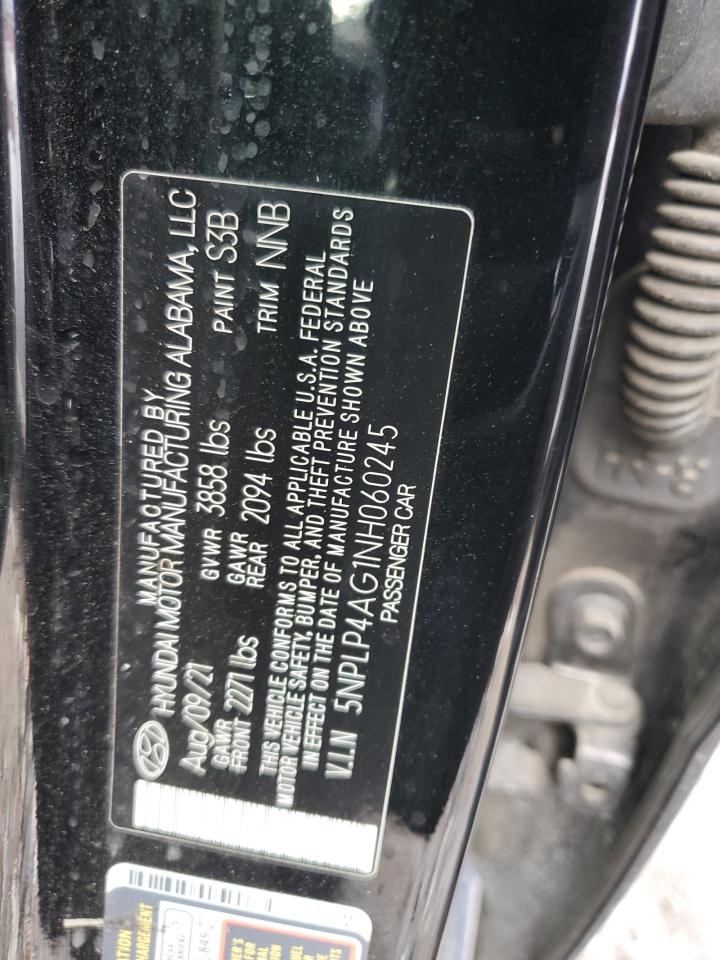 MANUFACTURED BY
HYUNDAI MOTOR MANUFACTURING ALABAMA, LLC
Aug/09/21 GVWR 3858 lbs PAINT S3B
GAWR FRONT 2271 lbs GAWR REAR 2094 lbs TRIM NNB
THIS VEHICLE CONFORMS TO ALL APPLICABLE U.S.A. FEDERAL
MOTOR VEHICLE SAFETY, BUMPER, AND THEFT PREVENTION STANDARDS
IN EFFECT ON THE DATE OF MANUFACTURE SHOWN ABOVE
V.I.N 5NPLP4AG1NH060245
PASSENGER CAR